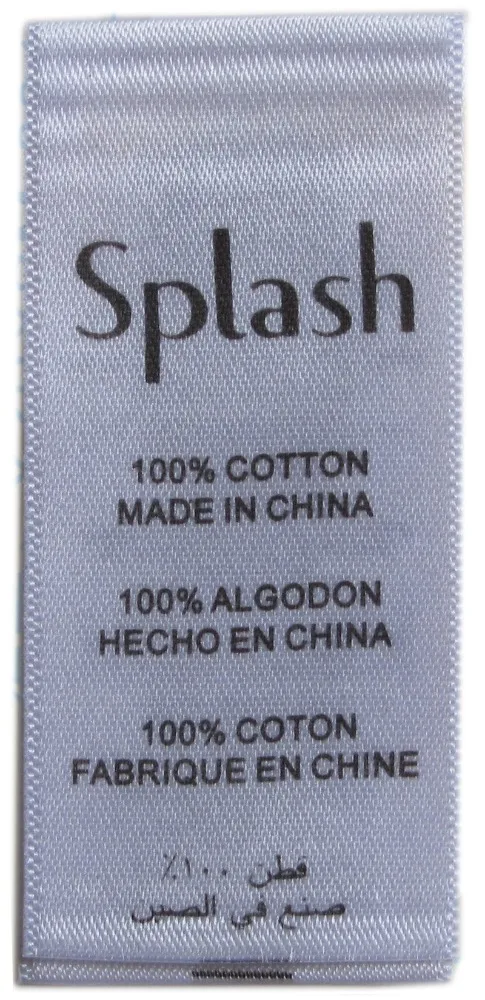 Splash
100% COTTON
MADE IN CHINA
100% ALGODON
HECHO EN CHINA
100% COTON
FABRIQUE EN CHINE
قطن ١٠٠٪
صنع في الصين